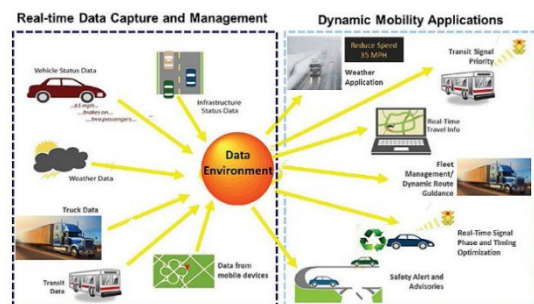 Real-time Data Capture and Management
Vehicle Status Data
...65 mph...
...brakes on...
...two passengers...
Infrastructure
Status Data
Weather Data
Data
Environment
Truck Data
Transit
Data
Data from
mobile devices
Dynamic Mobility Applications
Reduce Speed
35 MPH
Weather
Application
Transit Signal
Priority
Real-Time
Travel Info
Fleet
Management/
Dynamic Route
Guidance
Real-Time Signal
Phase and Timing
Optimization
Safety Alert and
Advisories